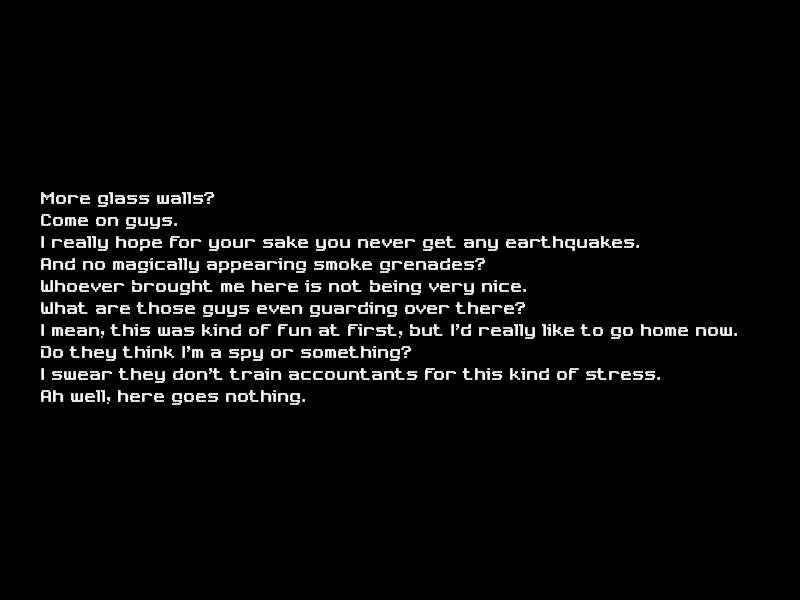 More glass walls?
Come on guys.
I really hope for your sake you never get any earthquakes.
And no magically appearing smoke grenades?
Whoever brought me here is not being very nice.
What are those guys even guarding over there?
I mean, this was kind of fun at first, but I'd really like to go home now.
Do they think I'm a spy or something?
I swear they don't train accountants for this kind of stress.
Ah well, here goes nothing.